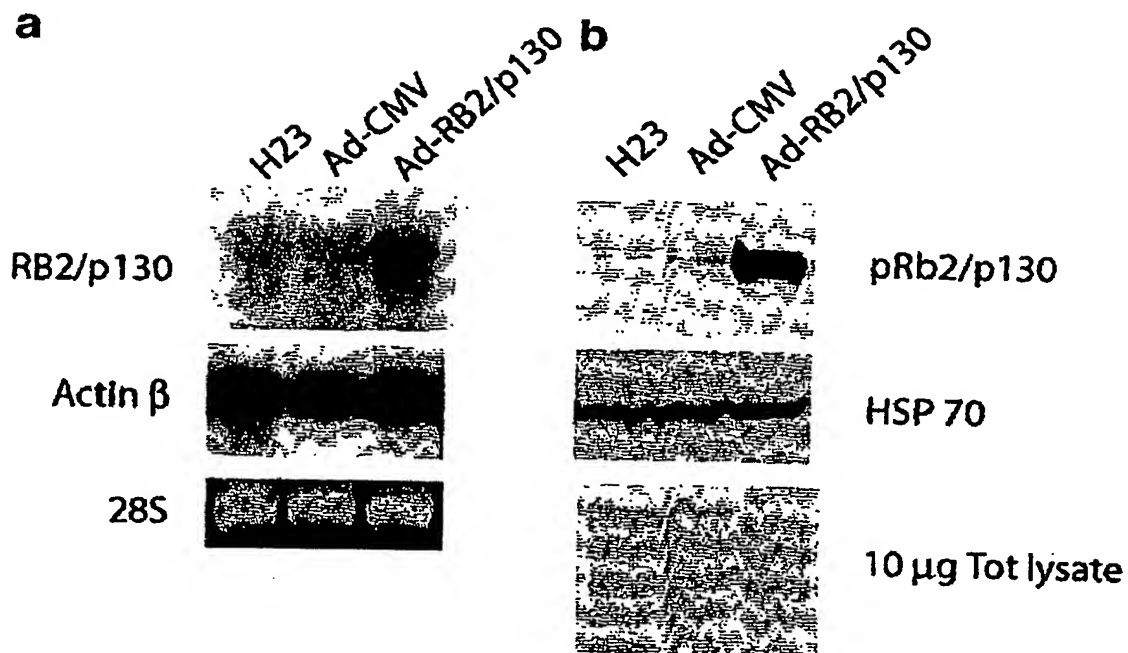 a
H23
Ad-CMV
Ad-RB2/p130
RB2/p130
Actin β
28S
b
H23
Ad-CMV
Ad-RB2/p130
pRb2/p130
HSP 70
10 μg Tot lysate